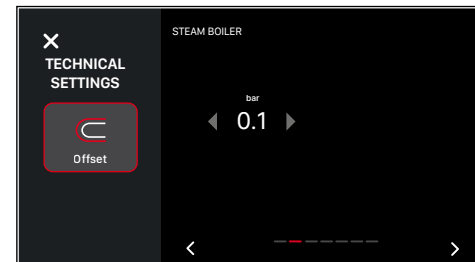 TECHNICAL
SETTINGS
Offset
STEAM BOILER
bar
0.1